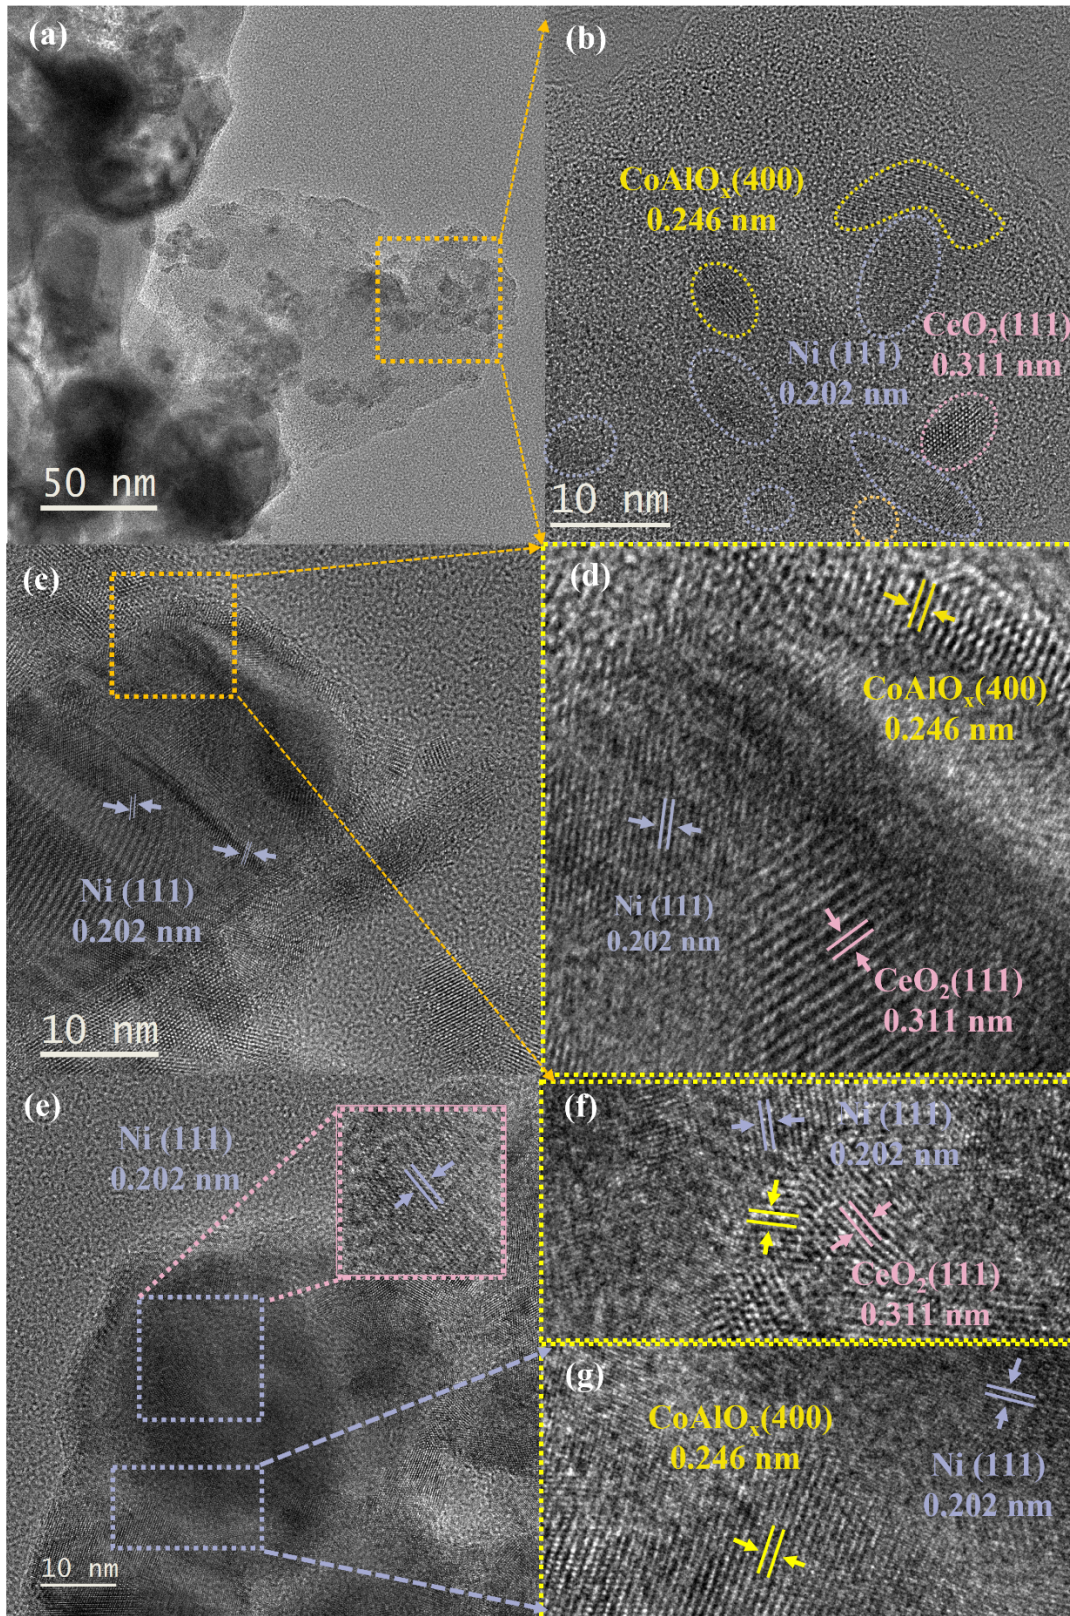 (a)
50 nm
(b)
CoAlOₓ(400)
0.246 nm
CeO₂(111)
0.311 nm
Ni (111)
0.202 nm
10 nm
(c)
Ni (111)
0.202 nm
10 nm
(d)
CoAlOₓ(400)
0.246 nm
Ni (111)
0.202 nm
CeO₂(111)
0.311 nm
(e)
Ni (111)
0.202 nm
10 nm
(f)
Ni (111)
0.202 nm
CeO₂(111)
0.311 nm
(g)
CoAlOₓ(400)
0.246 nm
Ni (111)
0.202 nm